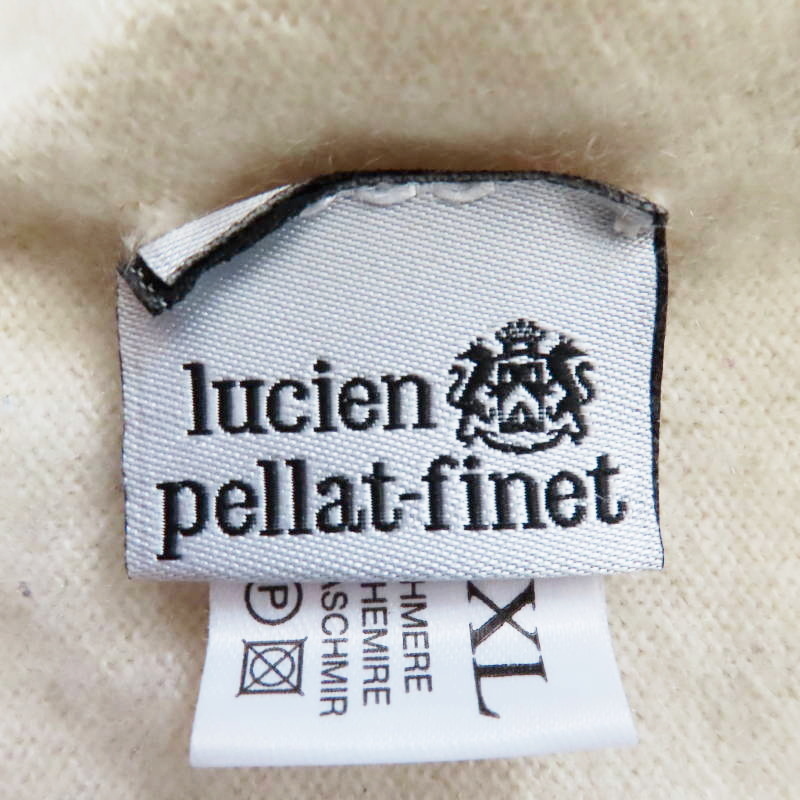 lucien
pellat-finet
XL
HMERE
HEMIRE
ASCHMIR
P